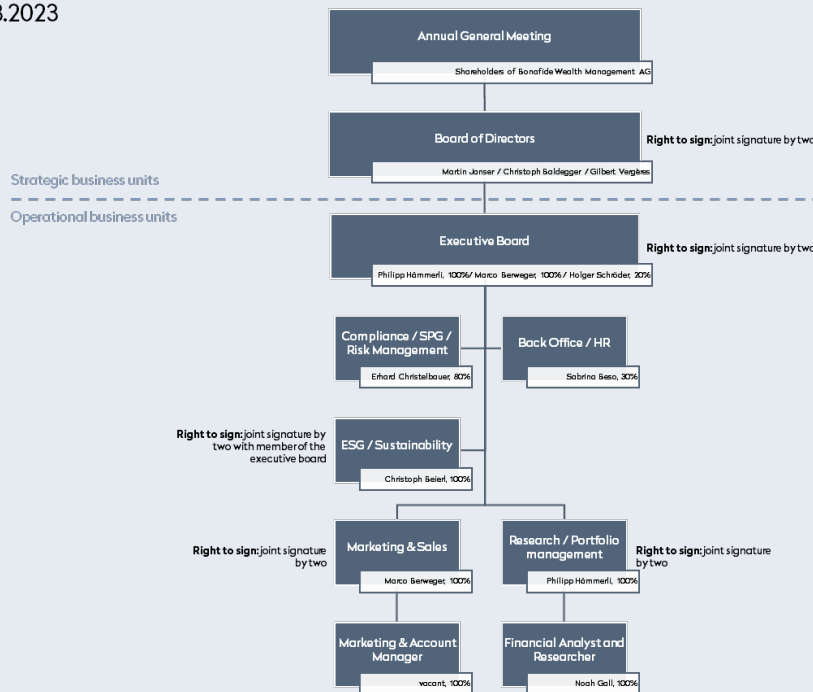 3.2023
Annual General Meeting
Shareholders of Bonafide Wealth Management AG
Board of Directors
Right to sign: joint signature by two
Martin Janser / Christoph Baldegger / Gilbert Vergères
Strategic business units
Operational business units
Executive Board
Right to sign: joint signature by two
Philipp Hämmerli, 100%/ Marco Berweger, 100% / Holger Schröder, 20%
Compliance / SPG /
Risk Management
Erhard Christelbauer, 80%
Back Office / HR
Sabrina Beso, 30%
Right to sign: joint signature by
two with member of the
executive board
ESG / Sustainability
Christoph Beierl, 100%
Right to sign: joint signature
by two
Marketing & Sales
Marco Berweger, 100%
Research / Portfolio
management
Philipp Hämmerli, 100%
Right to sign: joint signature
by two
Marketing & Account
Manager
vacant, 100%
Financial Analyst and
Researcher
Noah Gall, 100%